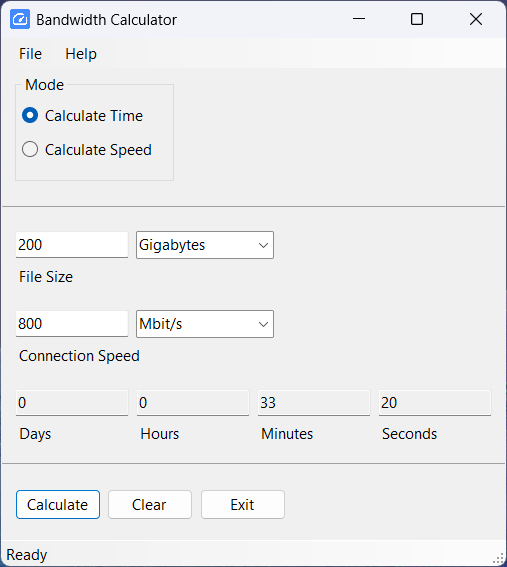 Bandwidth Calculator
File Help
Mode
Calculate Time
Calculate Speed
200 Gigabytes
File Size
800 Mbit/s
Connection Speed
0 0 33 20
Days Hours Minutes Seconds
Calculate Clear Exit
Ready